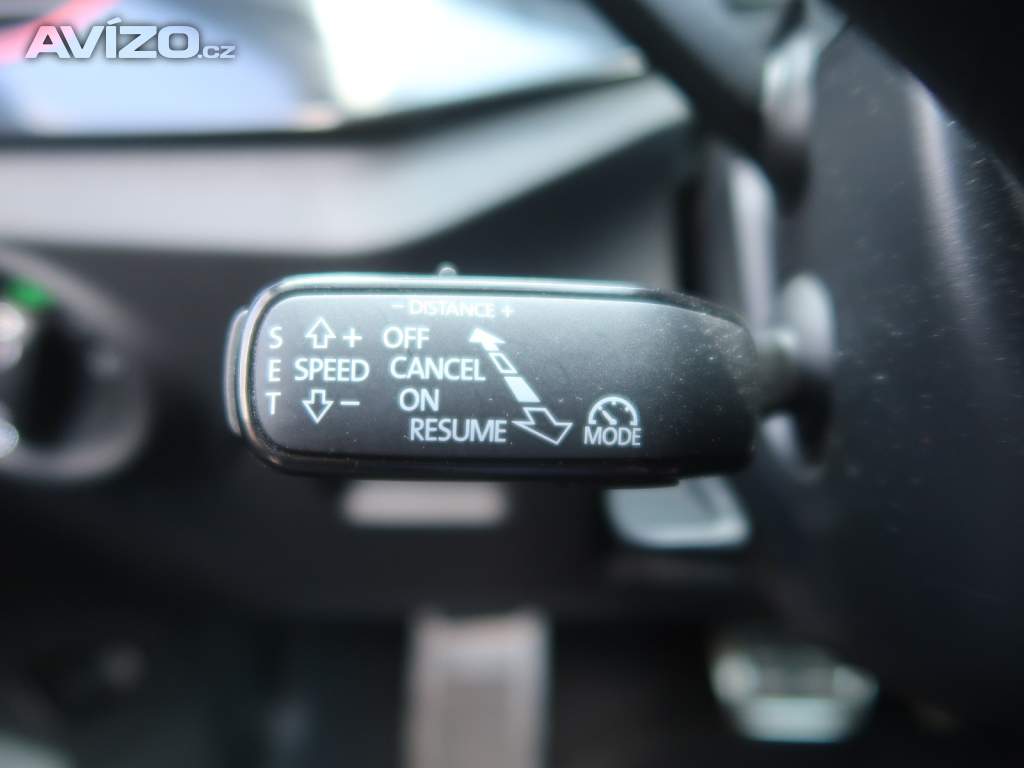 AVÍZO.cz
− DISTANCE +
S + OFF
E SPEED CANCEL
T − ON
RESUME MODE